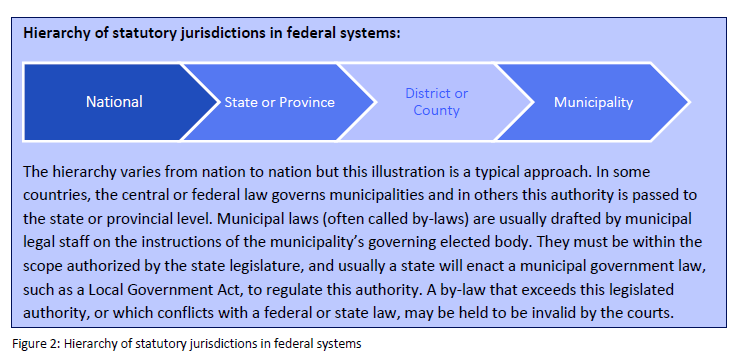 Hierarchy of statutory jurisdictions in federal systems:
National
State or Province
District or
County
Municipality
The hierarchy varies from nation to nation but this illustration is a typical approach. In some
countries, the central or federal law governs municipalities and in others this authority is passed to
the state or provincial level. Municipal laws (often called by-laws) are usually drafted by municipal
legal staff on the instructions of the municipality's governing elected body. They must be within the
scope authorized by the state legislature, and usually a state will enact a municipal government law,
such as a Local Government Act, to regulate this authority. A by-law that exceeds this legislated
authority, or which conflicts with a federal or state law, may be held to be invalid by the courts.
Figure 2: Hierarchy of statutory jurisdictions in federal systems